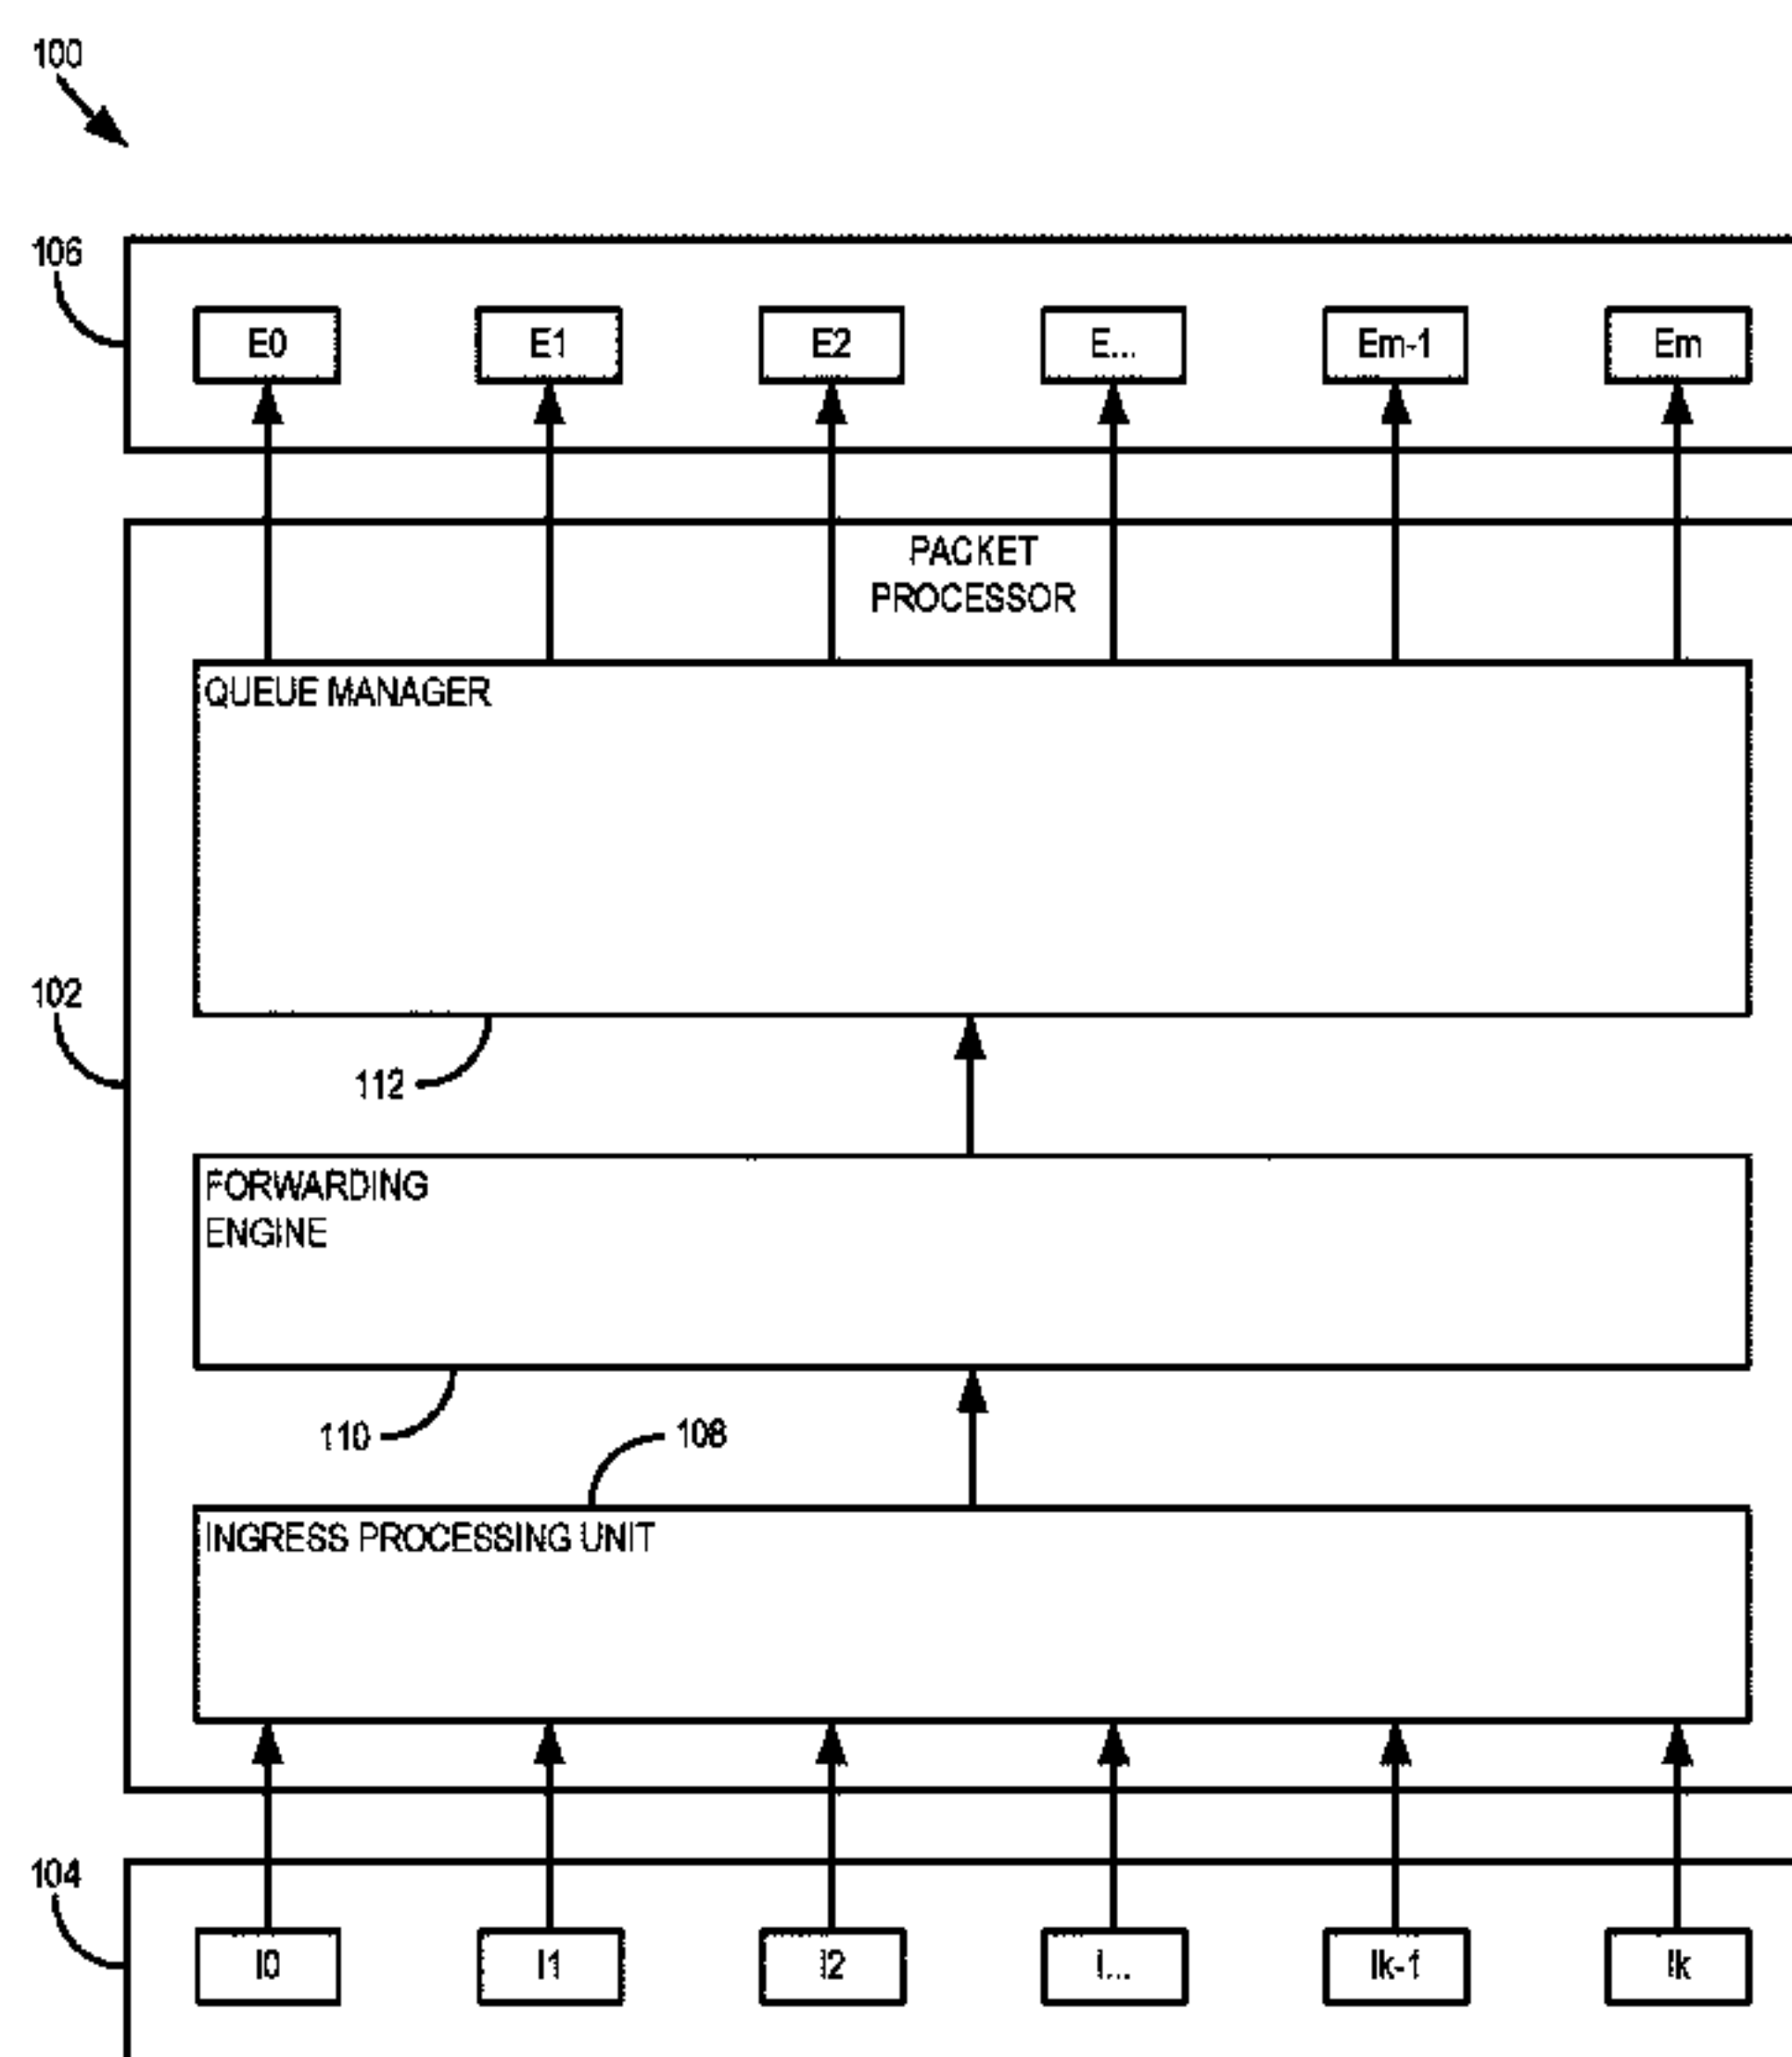 100
106
E0 E1 E2 E... Em-1 Em
PACKET
PROCESSOR
QUEUE MANAGER
102
112
FORWARDING
ENGINE
110
108
INGRESS PROCESSING UNIT
104
I0 I1 I2 I... Ik-1 Ik